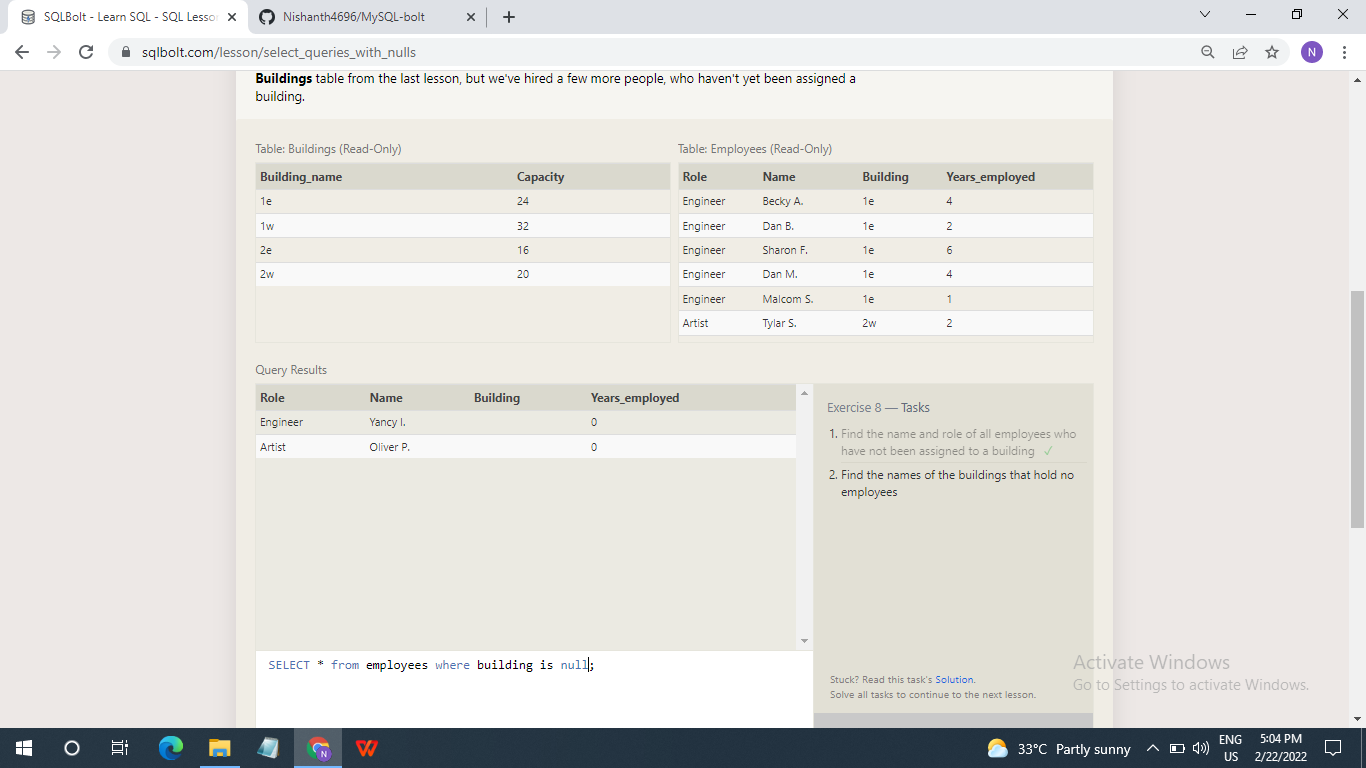 SQLBolt - Learn SQL - SQL Lesson
Nishanth4696/MySQL-bolt
sqlbolt.com/lesson/select_queries_with_nulls
N
Buildings table from the last lesson, but we've hired a few more people, who haven't yet been assigned a
building.
Table: Buildings (Read-Only)
Building_name Capacity
1e 24
1w 32
2e 16
2w 20
Table: Employees (Read-Only)
Role Name Building Years_employed
Engineer Becky A. 1e 4
Engineer Dan B. 1e 2
Engineer Sharon F. 1e 6
Engineer Dan M. 1e 4
Engineer Malcom S. 1e 1
Artist Tylar S. 2w 2
Query Results
Role Name Building Years_employed
Engineer Yancy I. 0
Artist Oliver P. 0
SELECT * from employees where building is null;
Exercise 8 — Tasks
1. Find the name and role of all employees who
have not been assigned to a building ✓
2. Find the names of the buildings that hold no
employees
Stuck? Read this task's Solution.
Solve all tasks to continue to the next lesson.
Activate Windows
Go to Settings to activate Windows.
N
W
33°C Partly sunny
ENG
US
5:04 PM
2/22/2022